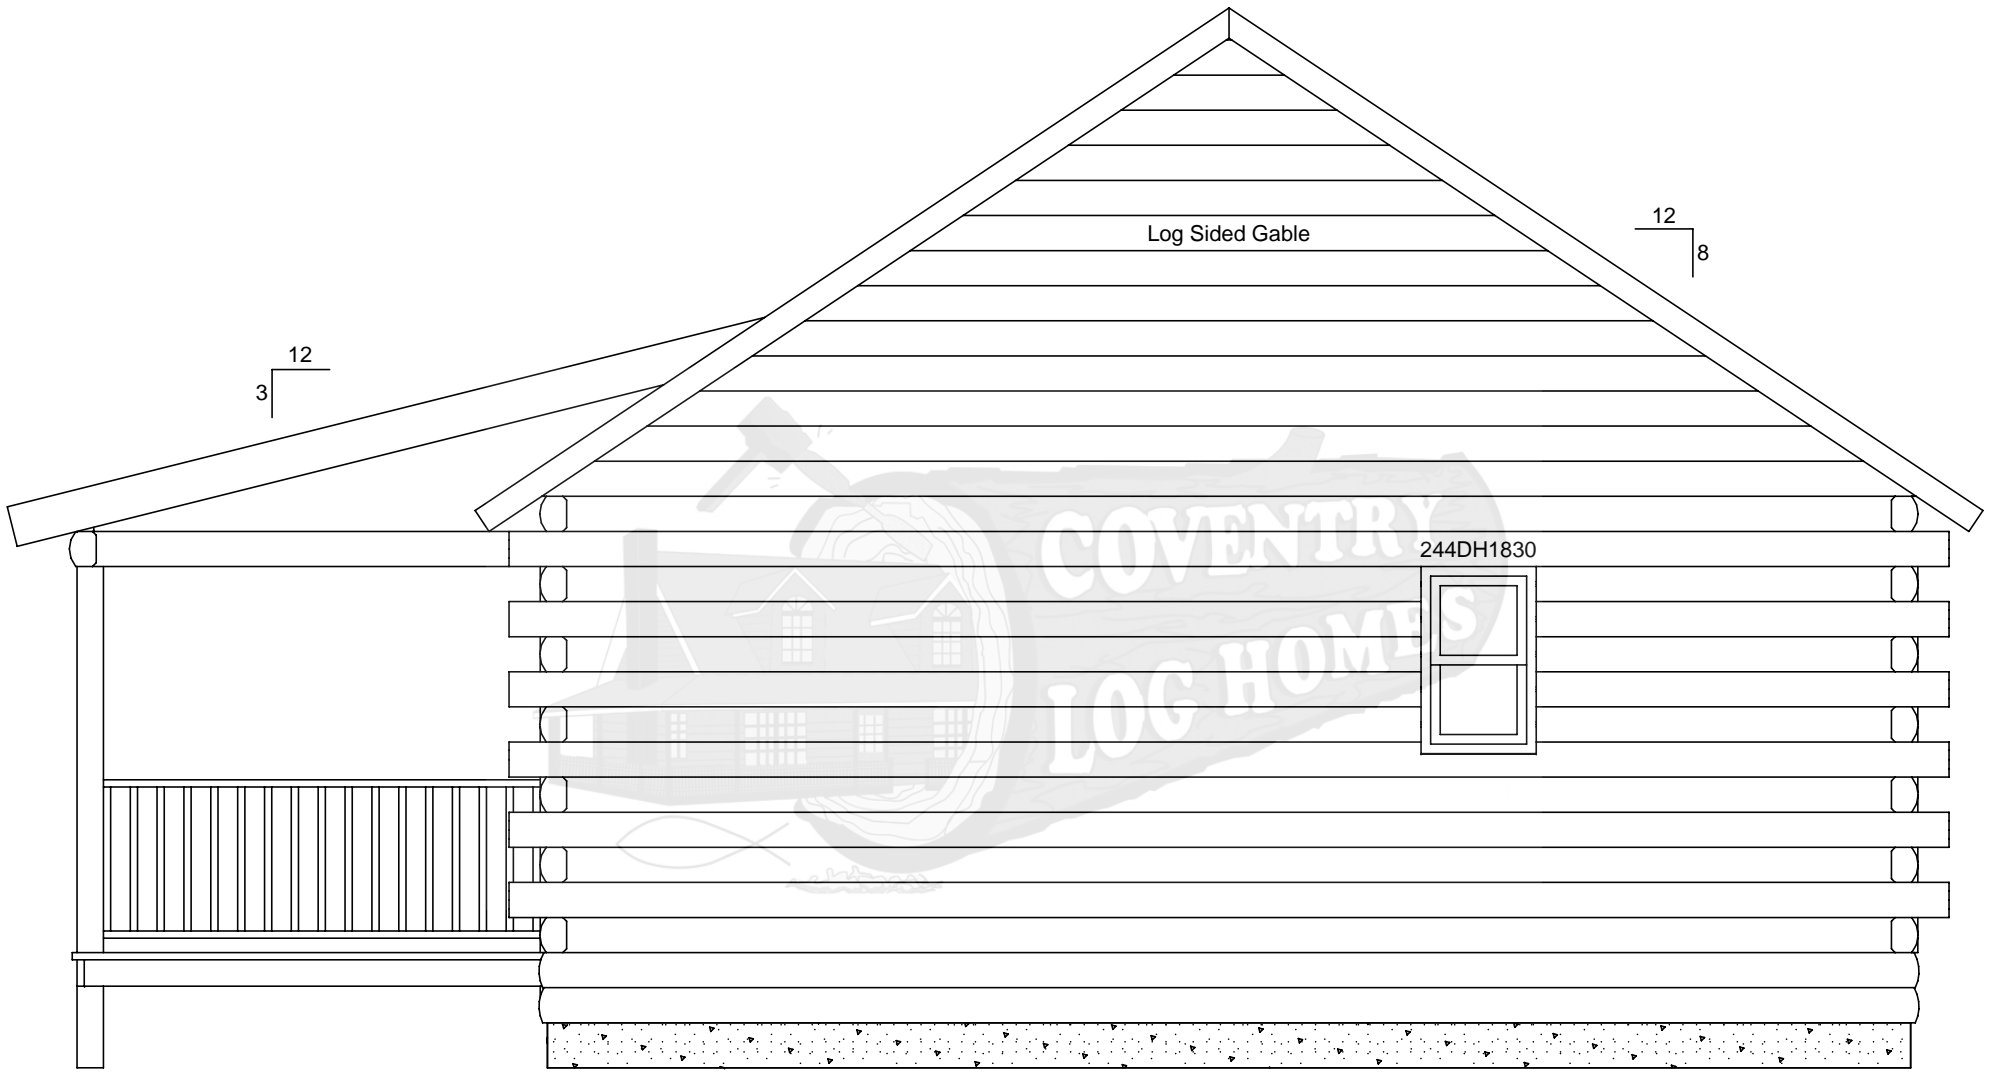 12
8
Log Sided Gable
12
3
244DH1830
COVENTRY
LOG HOMES